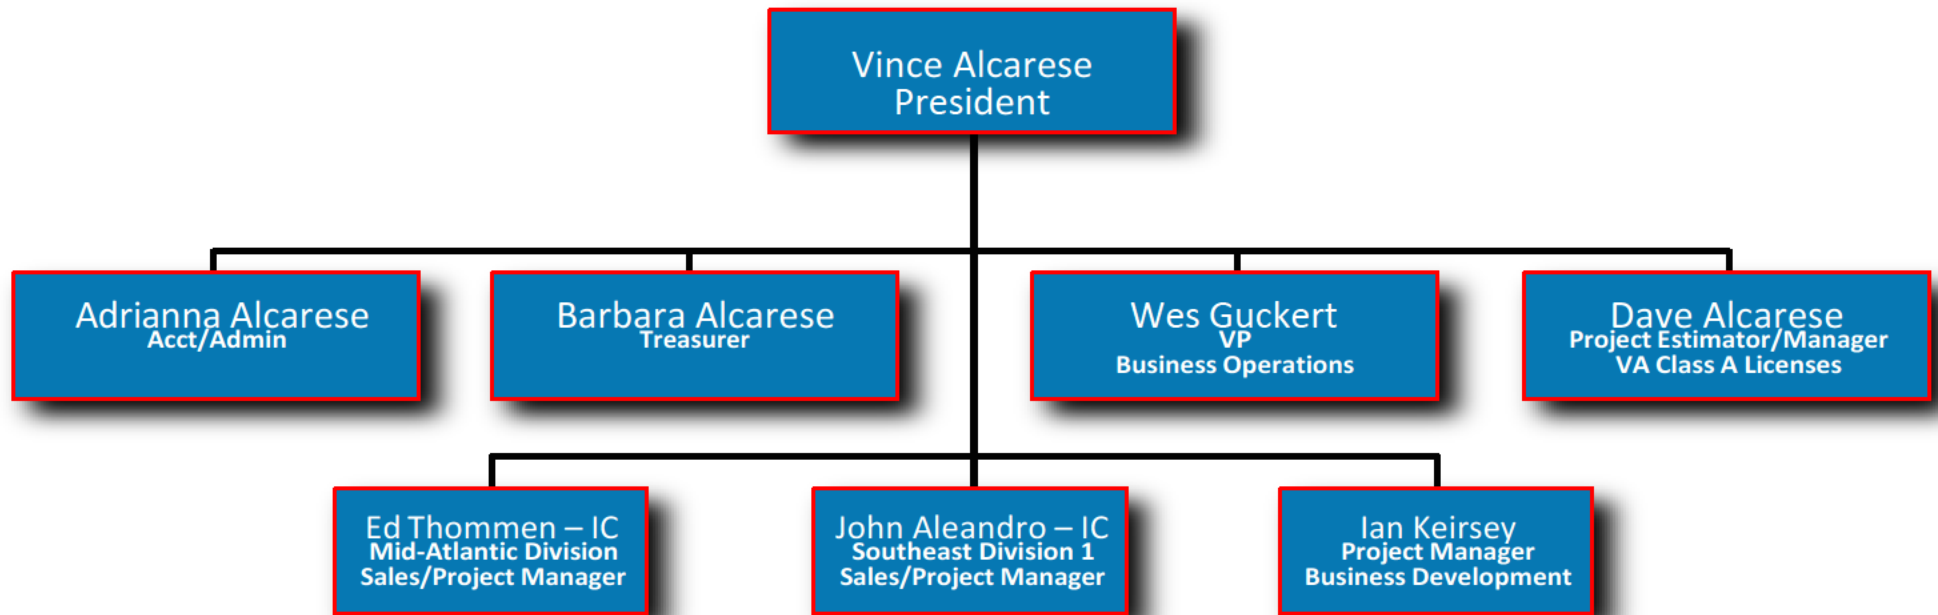 Vince Alcarese
President
Adrianna Alcarese
Acct/Admin
Barbara Alcarese
Treasurer
Wes Guckert
VP
Business Operations
Dave Alcarese
Project Estimator/Manager
VA Class A Licenses
Ed Thommen – IC
Mid-Atlantic Division
Sales/Project Manager
John Aleandro – IC
Southeast Division 1
Sales/Project Manager
Ian Keirsey
Project Manager
Business Development